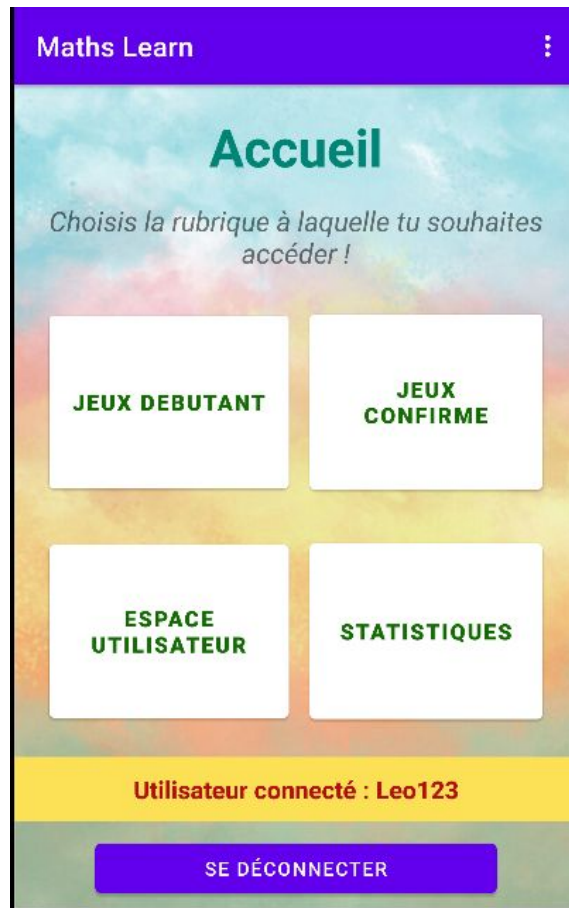 Maths Learn
Accueil
Choisis la rubrique à laquelle tu souhaites
accéder !
JEUX DEBUTANT
JEUX
CONFIRME
ESPACE
UTILISATEUR
STATISTIQUES
Utilisateur connecté : Leo123
SE DÉCONNECTER